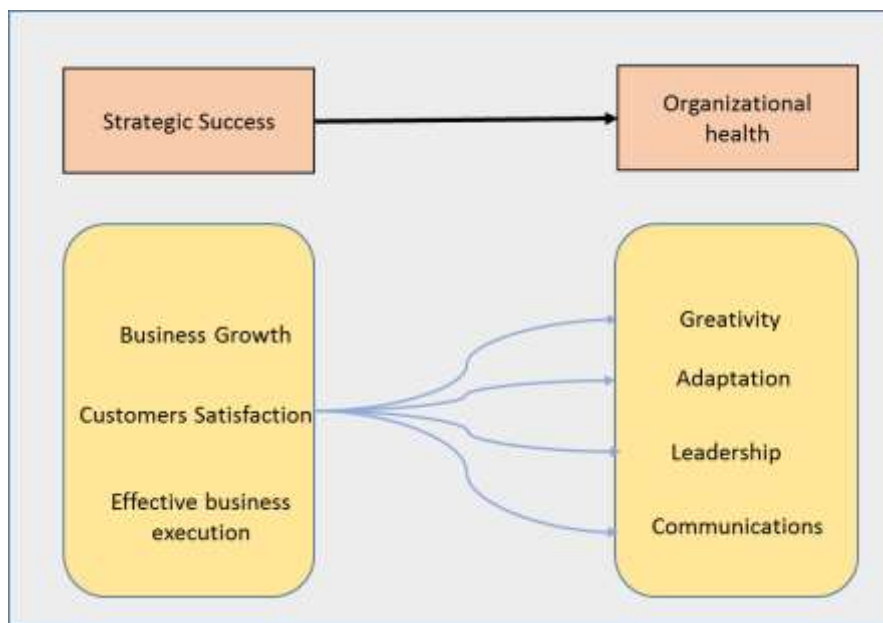 Strategic Success
Organizational
health
Business Growth
Customers Satisfaction
Effective business
execution
Greativity
Adaptation
Leadership
Communications